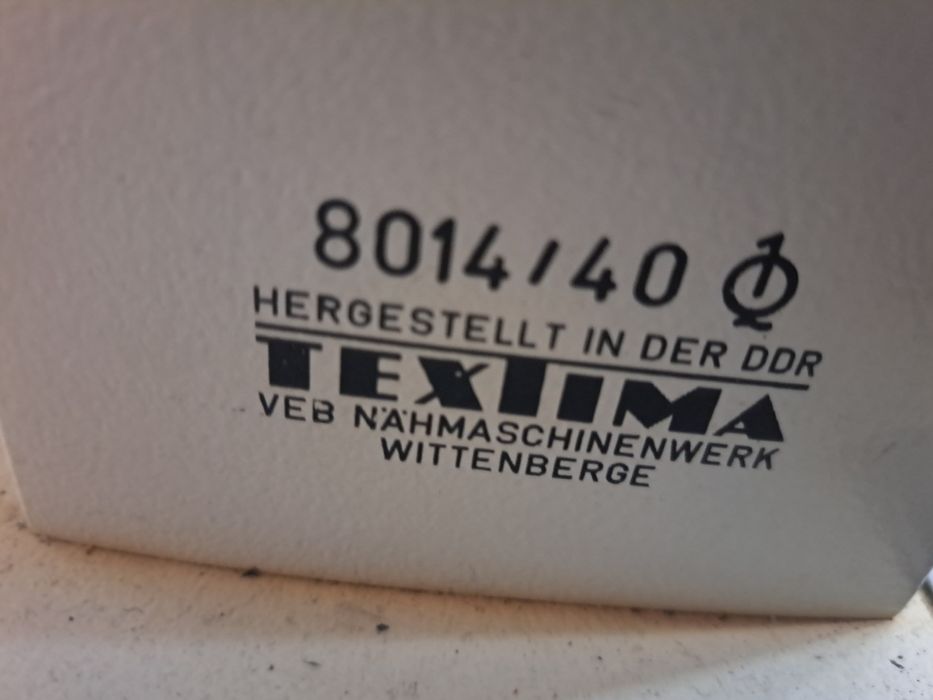 8014/40
HERGESTELLT IN DER DDR
TEXTIMA
VEB NÄHMASCHINENWERK
WITTENBERGE